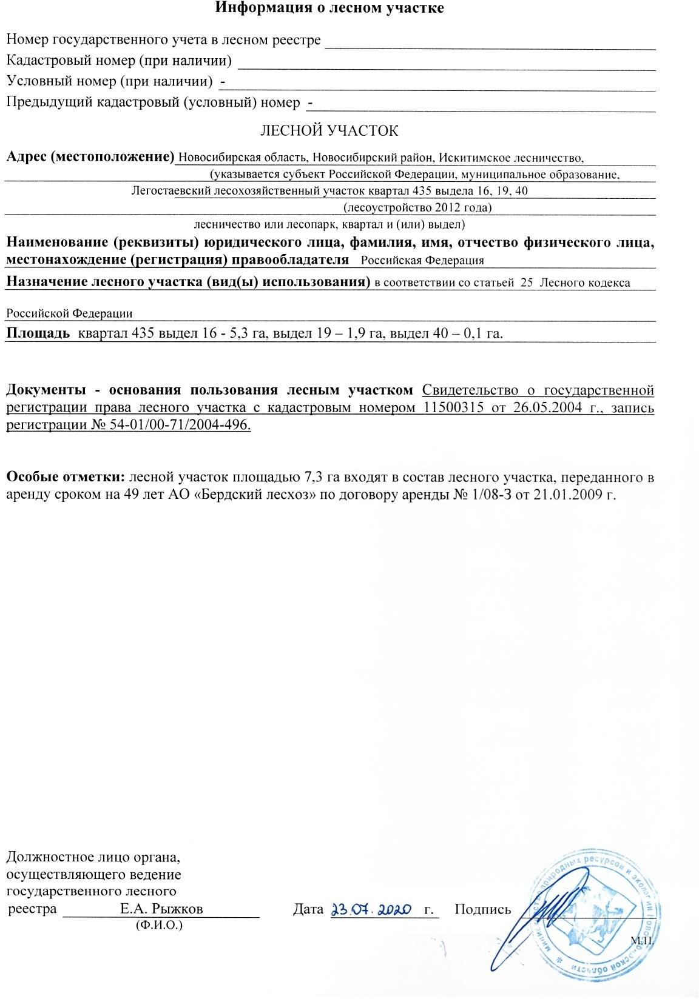 Информация о лесном участке
Номер государственного учета в лесном реестре
Кадастровый номер (при наличии)
Условный номер (при наличии) -
Предыдущий кадастровый (условный) номер -
ЛЕСНОЙ УЧАСТОК
Адрес (местоположение) Новосибирская область, Новосибирский район, Искитимское лесничество,
(указывается субъект Российской Федерации, муниципальное образование,
Легостаевский лесохозяйственный участок квартал 435 выдела 16, 19, 40
(лесоустройство 2012 года)
лесничество или лесопарк, квартал и (или) выдел)
Наименование (реквизиты) юридического лица, фамилия, имя, отчество физического лица,
местонахождение (регистрация) правообладателя Российская Федерация
Назначение лесного участка (вид(ы) использования) в соответствии со статьей 25 Лесного кодекса
Российской Федерации
Площадь квартал 435 выдел 16 - 5,3 га, выдел 19 – 1,9 га, выдел 40 – 0,1 га.
Документы - основания пользования лесным участком Свидетельство о государственной
регистрации права лесного участка с кадастровым номером 11500315 от 26.05.2004 г., запись
регистрации № 54-01/00-71/2004-496.
Особые отметки: лесной участок площадью 7,3 га входят в состав лесного участка, переданного в
аренду сроком на 49 лет АО «Бердский лесхоз» по договору аренды № 1/08-З от 21.01.2009 г.
Должностное лицо органа,
осуществляющего ведение
государственного лесного
реестра Е.А. Рыжков Дата 23.07.2020 г. Подпись
(Ф.И.О.)
М.П.
министерство природных ресурсов и экологии Новосибирской области